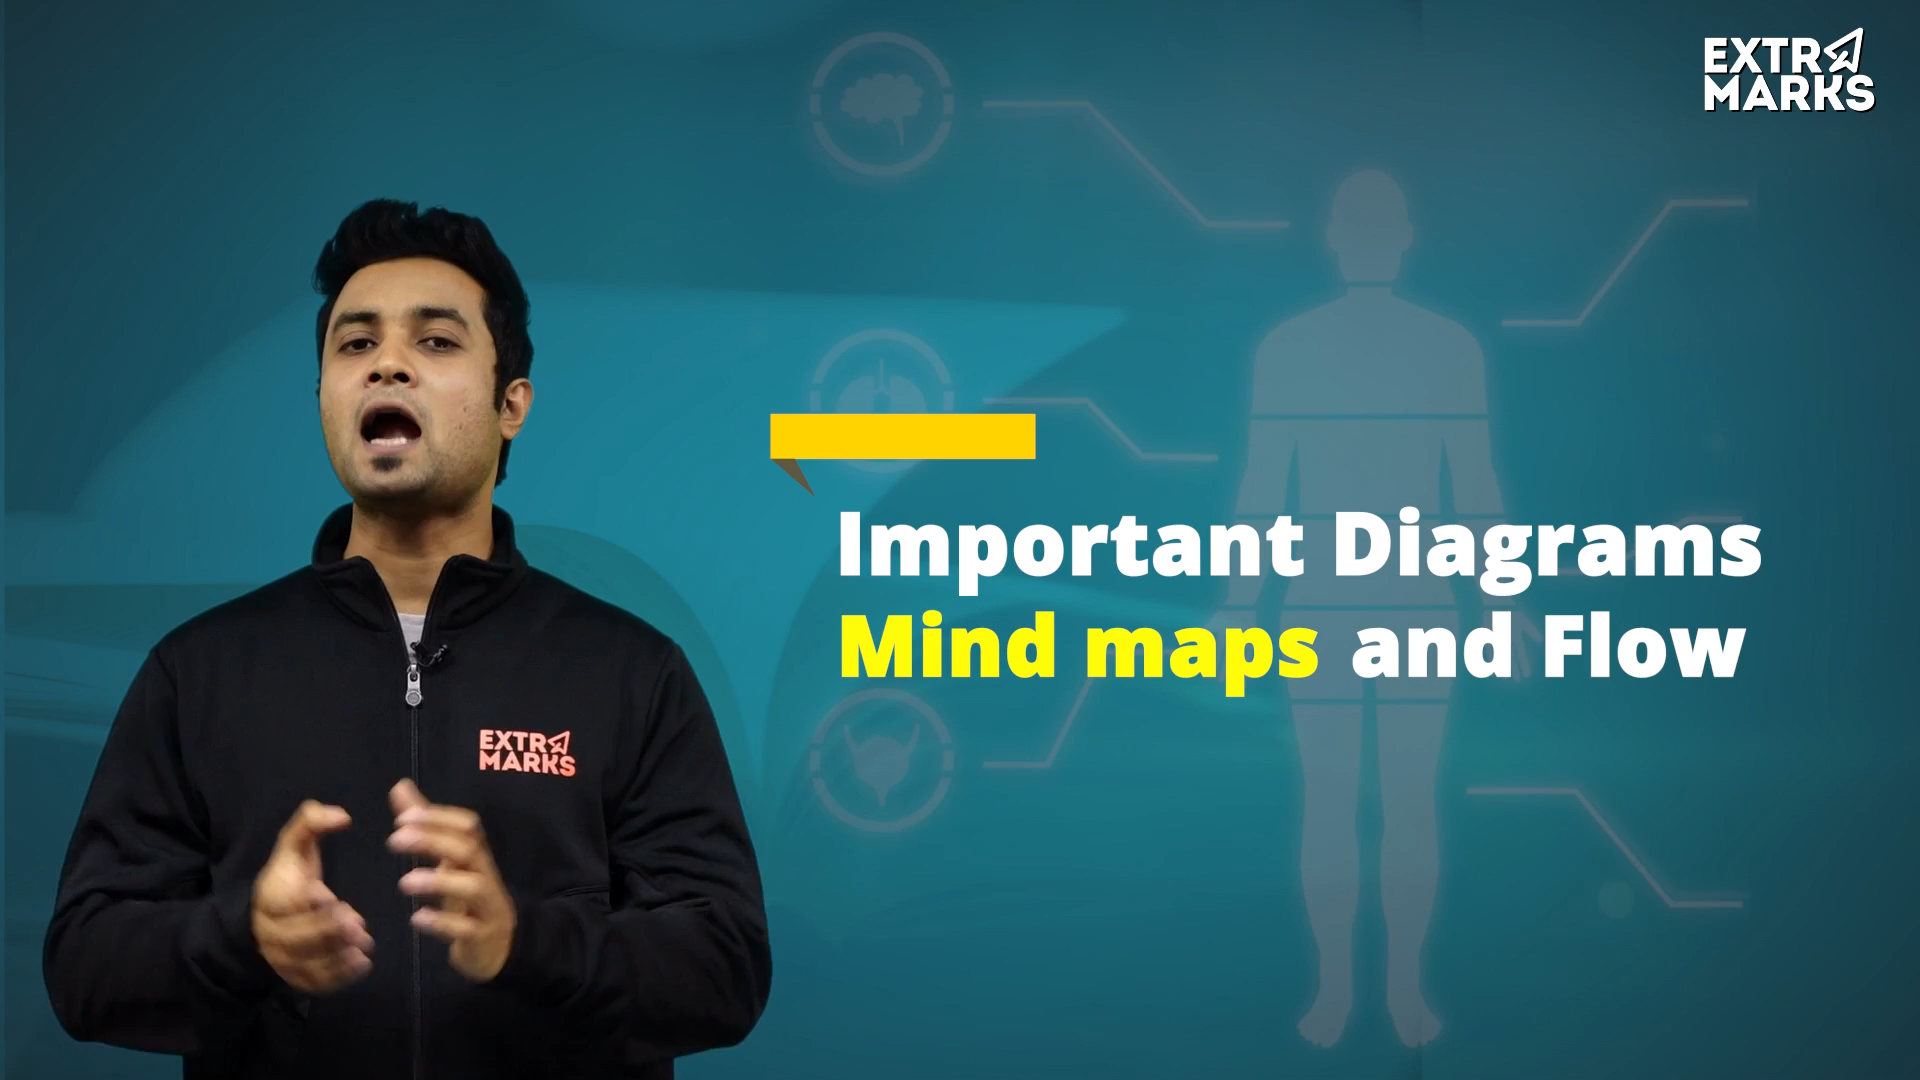 EXTRA
MARKS
Important Diagrams
Mind maps and Flow
EXTRA
MARKS